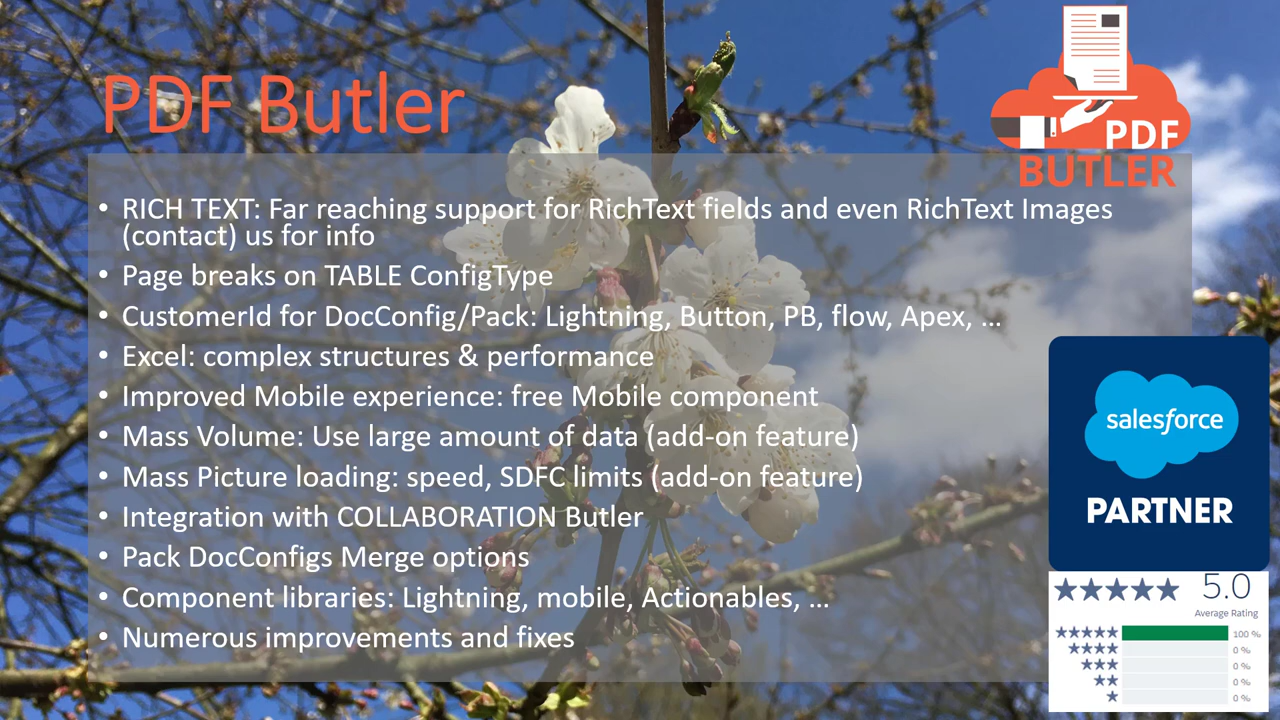 PDF Butler
PDF
BUTLER
• RICH TEXT: Far reaching support for RichText fields and even RichText Images
(contact) us for info
• Page breaks on TABLE ConfigType
• CustomerId for DocConfig/Pack: Lightning, Button, PB, flow, Apex, ...
• Excel: complex structures & performance
• Improved Mobile experience: free Mobile component
• Mass Volume: Use large amount of data (add-on feature)
• Mass Picture loading: speed, SDFC limits (add-on feature)
• Integration with COLLABORATION Butler
• Pack DocConfigs Merge options
• Component libraries: Lightning, mobile, Actionables, ...
• Numerous improvements and fixes
salesforce
PARTNER
★★★★★ 5.0
Average Rating
★★★★★ 100 %
★★★★ 0 %
★★★ 0 %
★★ 0 %
★ 0 %